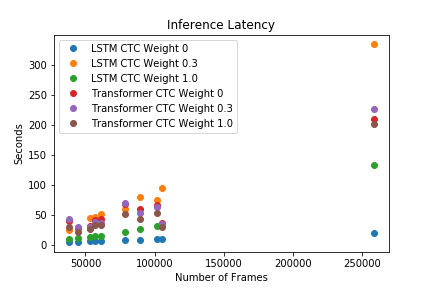 Inference Latency
LSTM CTC Weight 0
LSTM CTC Weight 0.3
LSTM CTC Weight 1.0
Transformer CTC Weight 0
Transformer CTC Weight 0.3
Transformer CTC Weight 1.0
300
250
200
150
100
50
0
Seconds
50000 100000 150000 200000 250000
Number of Frames